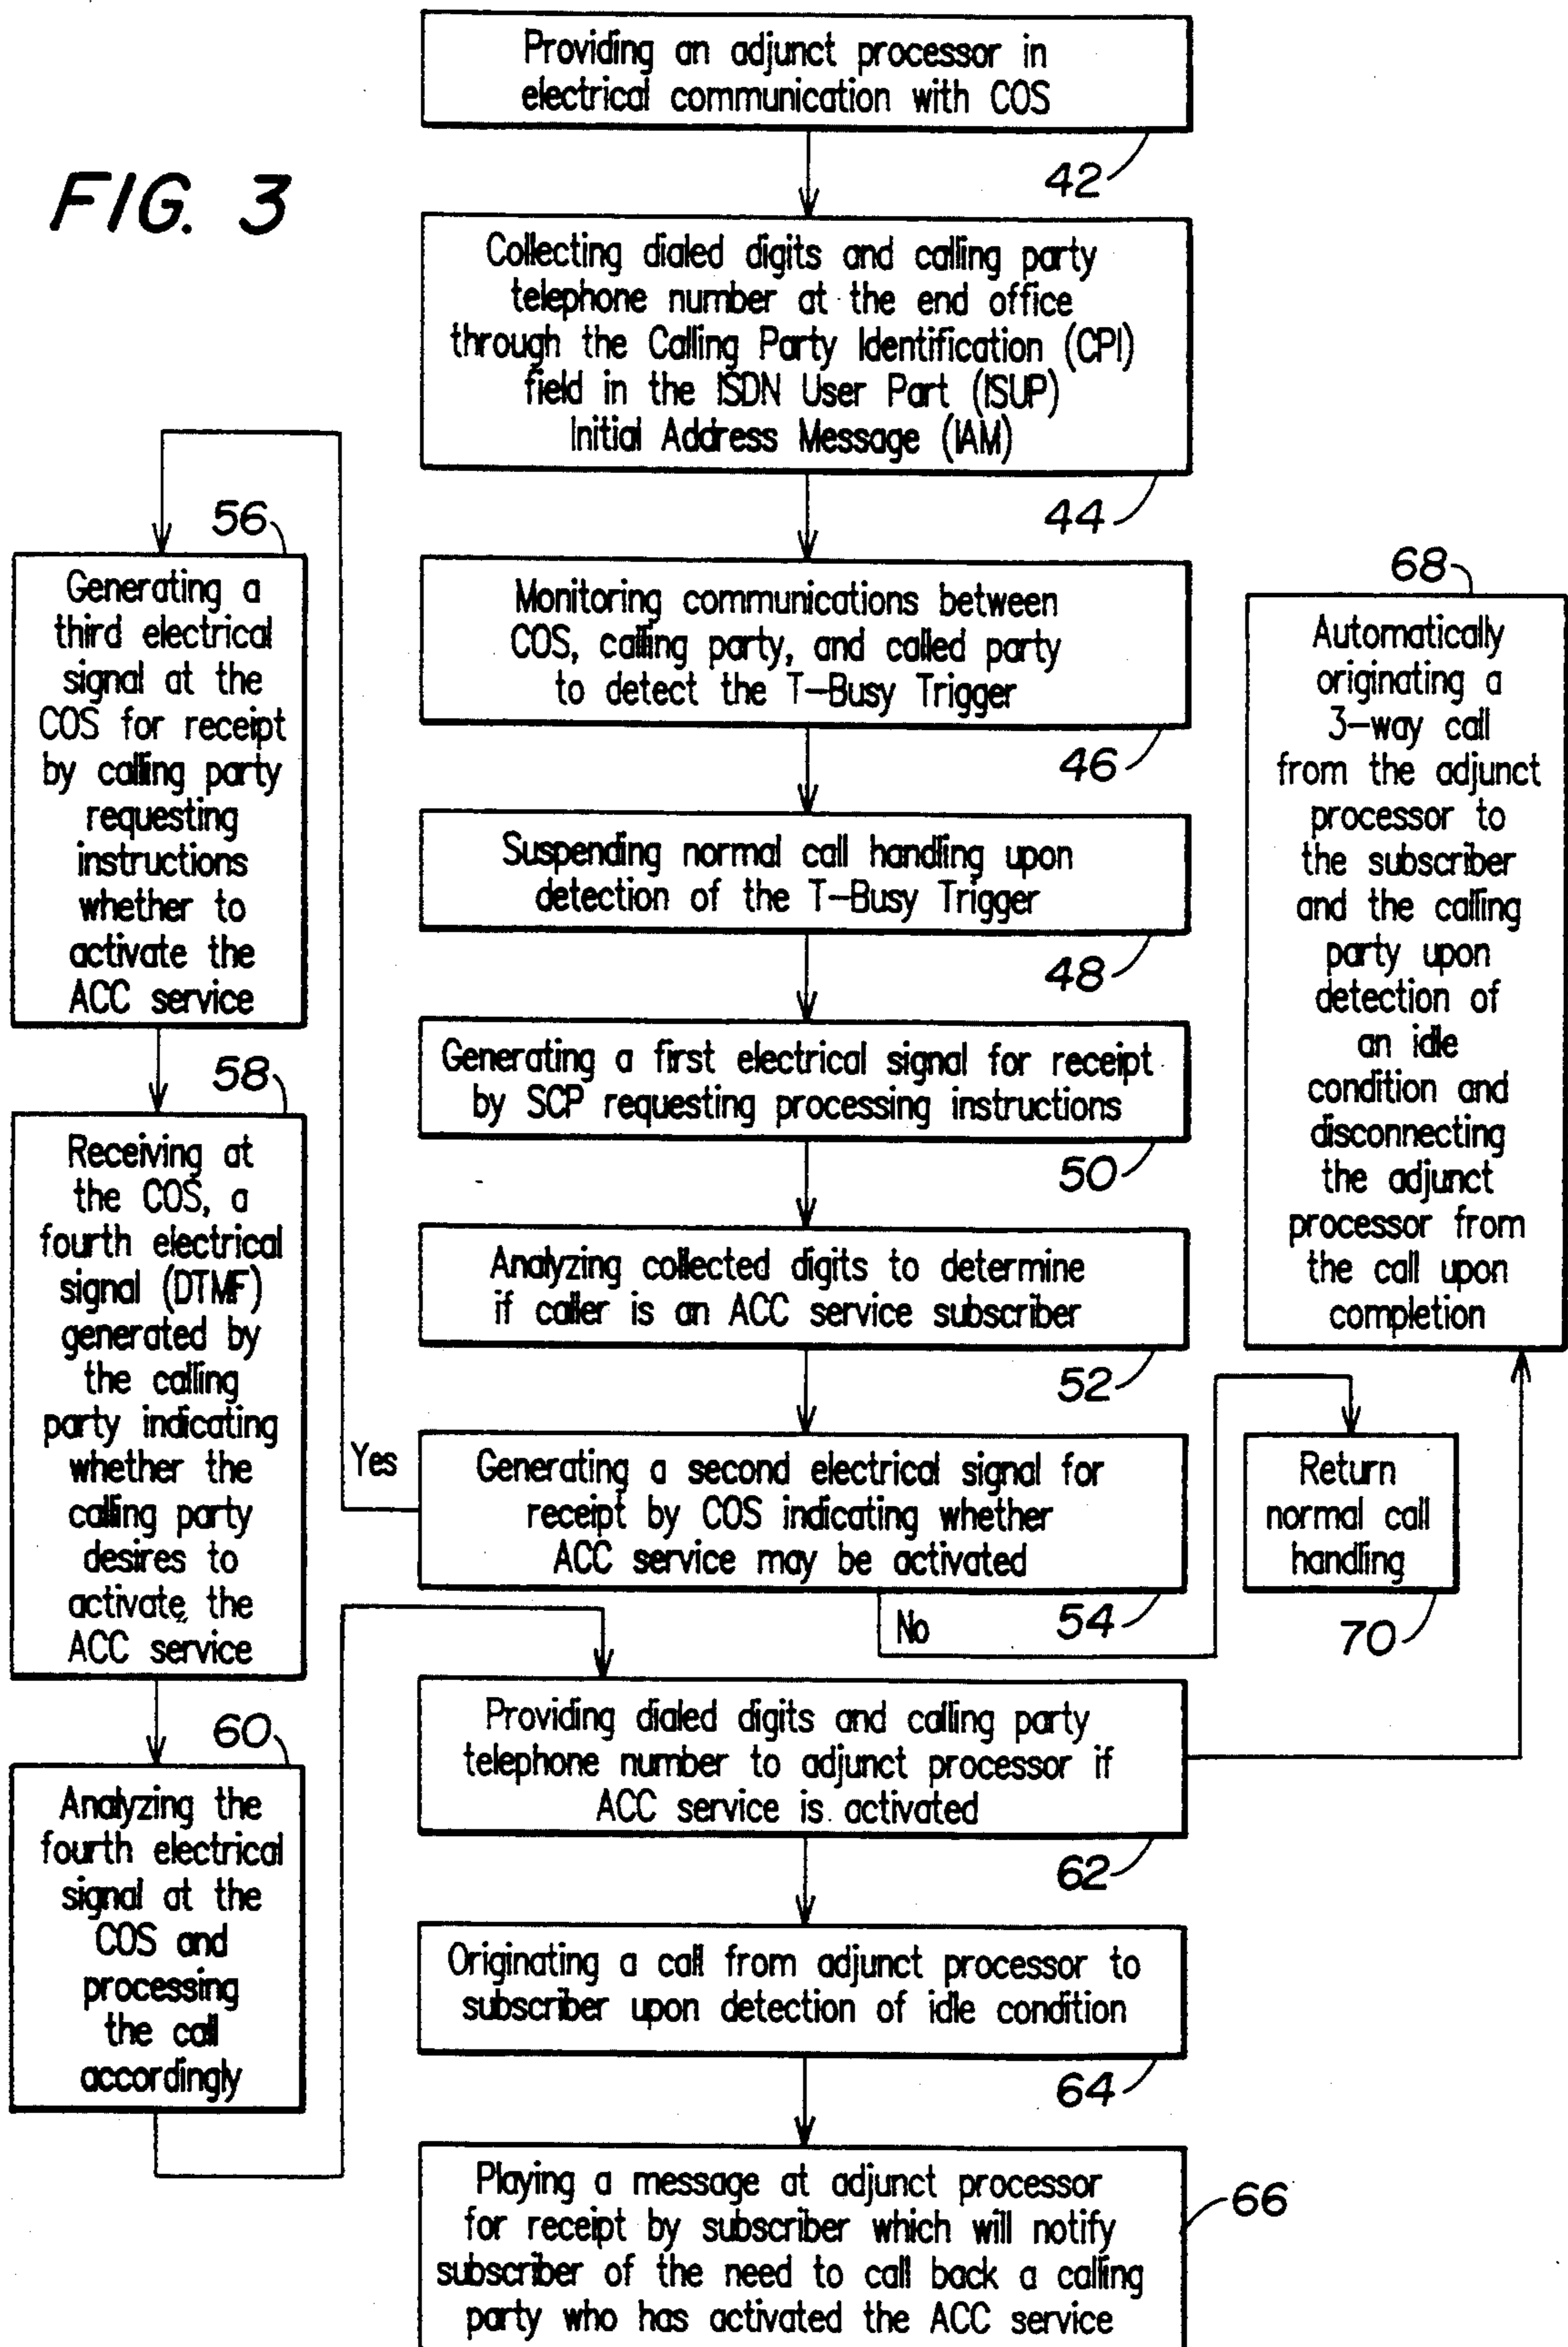 FIG. 3
Providing an adjunct processor in
electrical communication with COS
42
Collecting dialed digits and calling party
telephone number at the end office
through the Calling Party Identification (CPI)
field in the ISDN User Part (ISUP)
Initial Address Message (IAM)
44
Monitoring communications between
COS, calling party, and called party
to detect the T-Busy Trigger
46
Suspending normal call handling upon
detection of the T-Busy Trigger
48
Generating a first electrical signal for receipt
by SCP requesting processing instructions
50
Analyzing collected digits to determine
if caller is an ACC service subscriber
52
Generating a second electrical signal for
receipt by COS indicating whether
ACC service may be activated
54
Yes
No
56
Generating a
third electrical
signal at the
COS for receipt
by calling party
requesting
instructions
whether to
activate the
ACC service
58
Receiving at
the COS, a
fourth electrical
signal (DTMF)
generated by
the calling
party indicating
whether the
calling party
desires to
activate the
ACC service
60
Analyzing the
fourth electrical
signal at the
COS and
processing
the call
accordingly
Providing dialed digits and calling party
telephone number to adjunct processor if
ACC service is activated
62
Originating a call from adjunct processor to
subscriber upon detection of idle condition
64
Playing a message at adjunct processor
for receipt by subscriber which will notify
subscriber of the need to call back a calling
party who has activated the ACC service
66
68
Automatically
originating a
3-way call
from the adjunct
processor to
the subscriber
and the calling
party upon
detection of
an idle
condition and
disconnecting
the adjunct
processor from
the call upon
completion
Return
normal call
handling
70